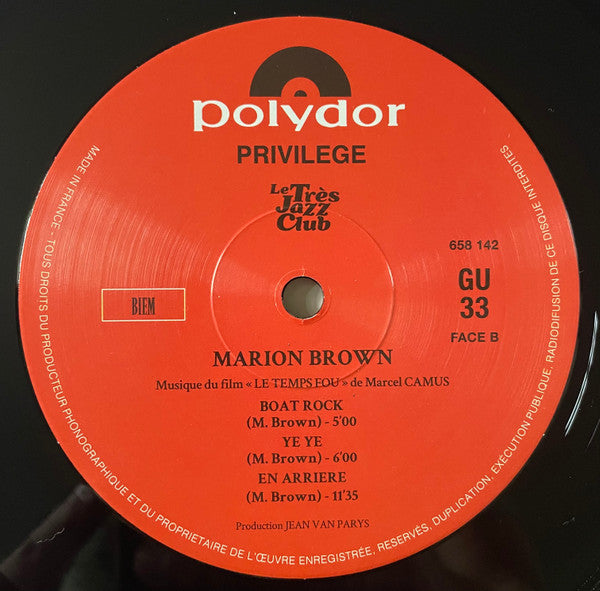 polydor
PRIVILEGE
Le Très
Jazz
Club
658 142
GU
33
FACE B
BIEM
MARION BROWN
Musique du film « LE TEMPS FOU » de Marcel CAMUS
BOAT ROCK
(M. Brown) - 5'00
YE YE
(M. Brown) - 6'00
EN ARRIERE
(M. Brown) - 11'35
Production JEAN VAN PARYS
MADE IN FRANCE - TOUS DROITS DU PRODUCTEUR PHONOGRAPHIQUE ET DU PROPRIETAIRE DE L'ŒUVRE ENREGISTRÉE, RESERVÉS, DUPLICATION, EXÉCUTION PUBLIQUE, RADIODIFUSION DE CE DISQUE INTERDITES